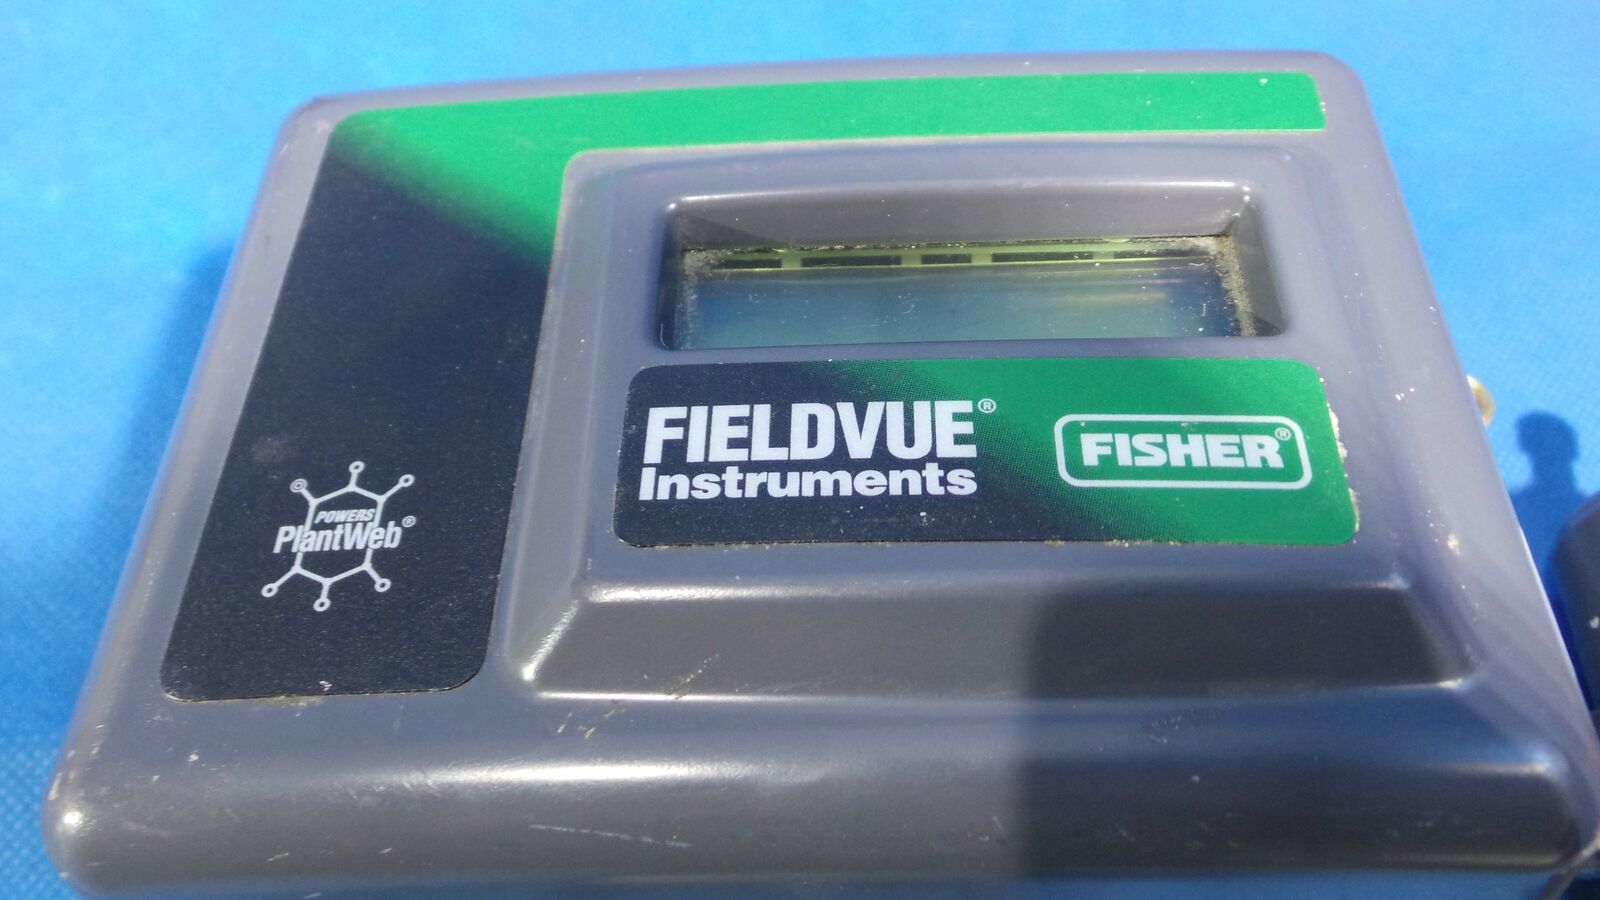 FIELDVUE®
Instruments
FISHER®
POWERS
PlantWeb®